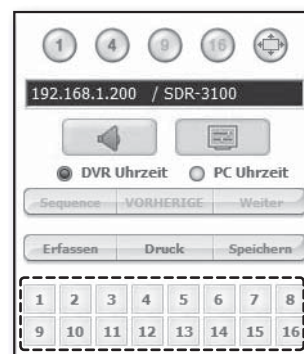 1 4 9 16
192.168.1.200 / SDR-3100
DVR Uhrzeit PC Uhrzeit
Sequence VORHERIGE Weiter
Erfassen Druck Speichern
1 2 3 4 5 6 7 8
9 10 11 12 13 14 15 16